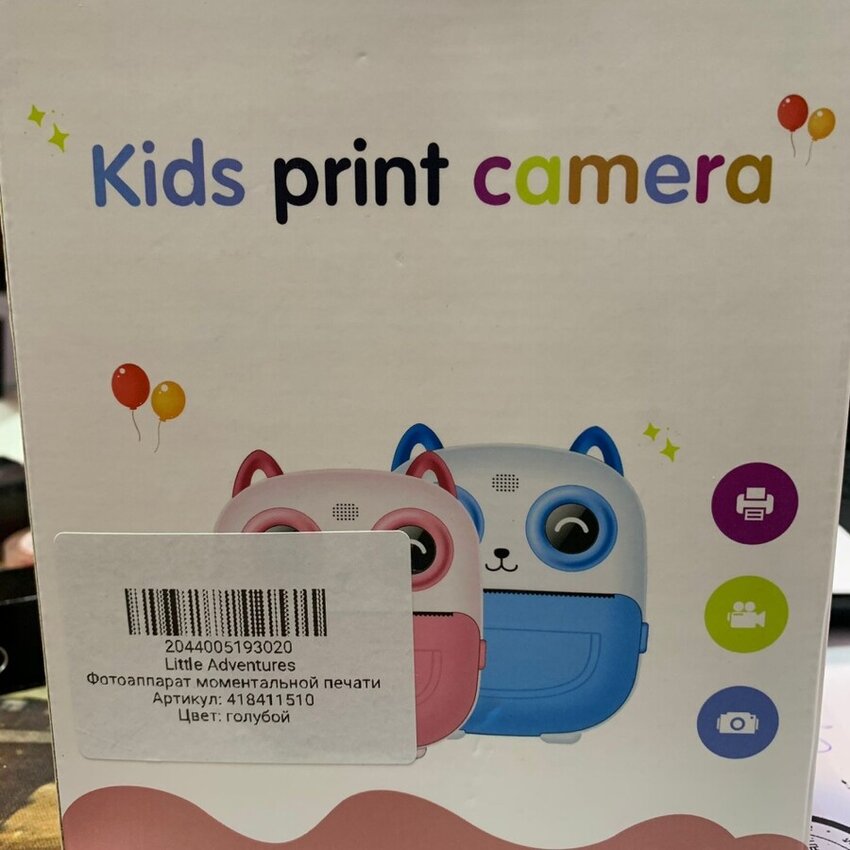 Kids print camera
2044005193020
Little Adventures
Фотоаппарат моментальной печати
Артикул: 418411510
Цвет: голубой